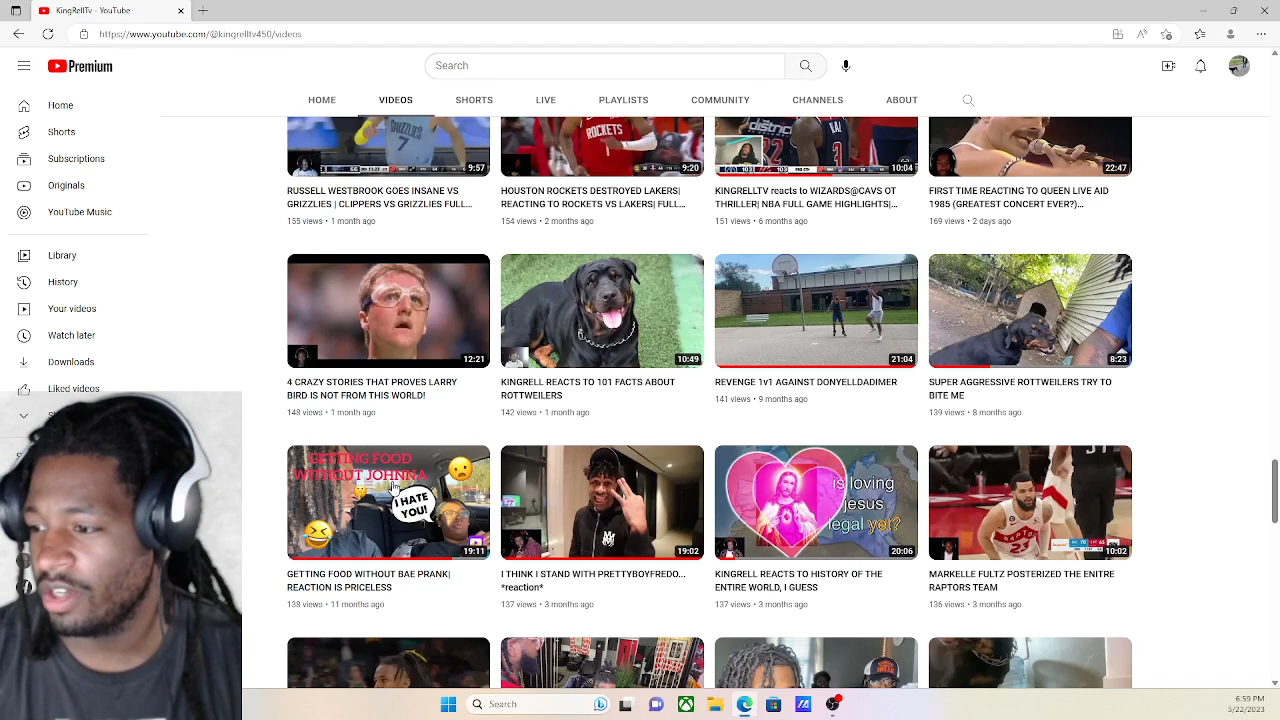 KingrellTv - YouTube
https://www.youtube.com/@kingrelltv450/videos
Premium
Search
HOME
VIDEOS
SHORTS
LIVE
PLAYLISTS
COMMUNITY
CHANNELS
ABOUT
Home
Shorts
Subscriptions
Originals
YouTube Music
Library
History
Your videos
Watch later
Downloads
Liked videos
GRIZZLIES
7
9:57
ROCKETS
9:20
district
3
10:04
22:47
RUSSELL WESTBROOK GOES INSANE VS
GRIZZLIES | CLIPPERS VS GRIZZLIES FULL...
155 views • 1 month ago
HOUSTON ROCKETS DESTROYED LAKERS|
REACTING TO ROCKETS VS LAKERS| FULL...
154 views • 2 months ago
KINGRELLTV reacts to WIZARDS@CAVS OT
THRILLER| NBA FULL GAME HIGHLIGHTS|...
151 views • 6 months ago
FIRST TIME REACTING TO QUEEN LIVE AID
1985 (GREATEST CONCERT EVER?)...
169 views • 2 days ago
12:21
10:49
21:04
8:23
4 CRAZY STORIES THAT PROVES LARRY
BIRD IS NOT FROM THIS WORLD!
148 views • 1 month ago
KINGRELL REACTS TO 101 FACTS ABOUT
ROTTWEILERS
142 views • 1 month ago
REVENGE 1v1 AGAINST DONYELLDADIMER
141 views • 9 months ago
SUPER AGGRESSIVE ROTTWEILERS TRY TO
BITE ME
139 views • 8 months ago
GETTING FOOD
WITHOUT JOHNNA
I HATE
YOU!
19:11
19:02
is loving
jesus
legal yet?
20:06
RAPTORS
23
10:02
GETTING FOOD WITHOUT BAE PRANK|
REACTION IS PRICELESS
138 views • 11 months ago
I THINK I STAND WITH PRETTYBOYFREDO...
*reaction*
137 views • 3 months ago
KINGRELL REACTS TO HISTORY OF THE
ENTIRE WORLD, I GUESS
137 views • 3 months ago
MARKELLE FULTZ POSTERIZED THE ENITRE
RAPTORS TEAM
136 views • 3 months ago
Search
6:59 PM
5/22/2023